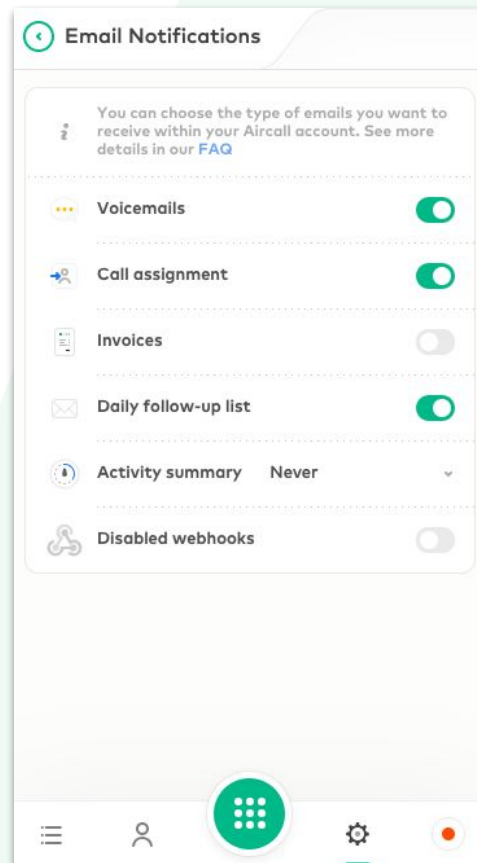 Email Notifications
You can choose the type of emails you want to
receive within your Aircall account. See more
details in our FAQ
Voicemails
Call assignment
Invoices
Daily follow-up list
Activity summary Never
Disabled webhooks